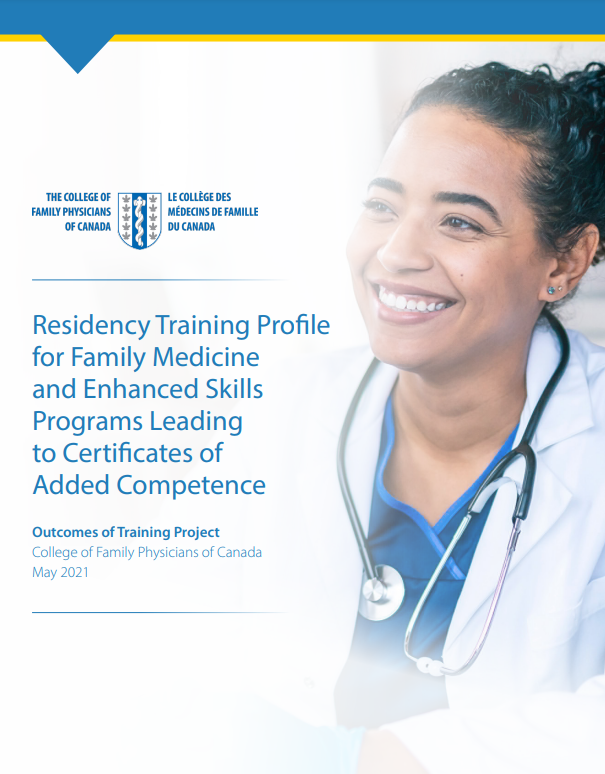 THE COLLEGE OF
FAMILY PHYSICIANS
OF CANADA
LE COLLÈGE DES
MÉDECINS DE FAMILLE
DU CANADA
Residency Training Profile
for Family Medicine
and Enhanced Skills
Programs Leading
to Certificates of
Added Competence
Outcomes of Training Project
College of Family Physicians of Canada
May 2021